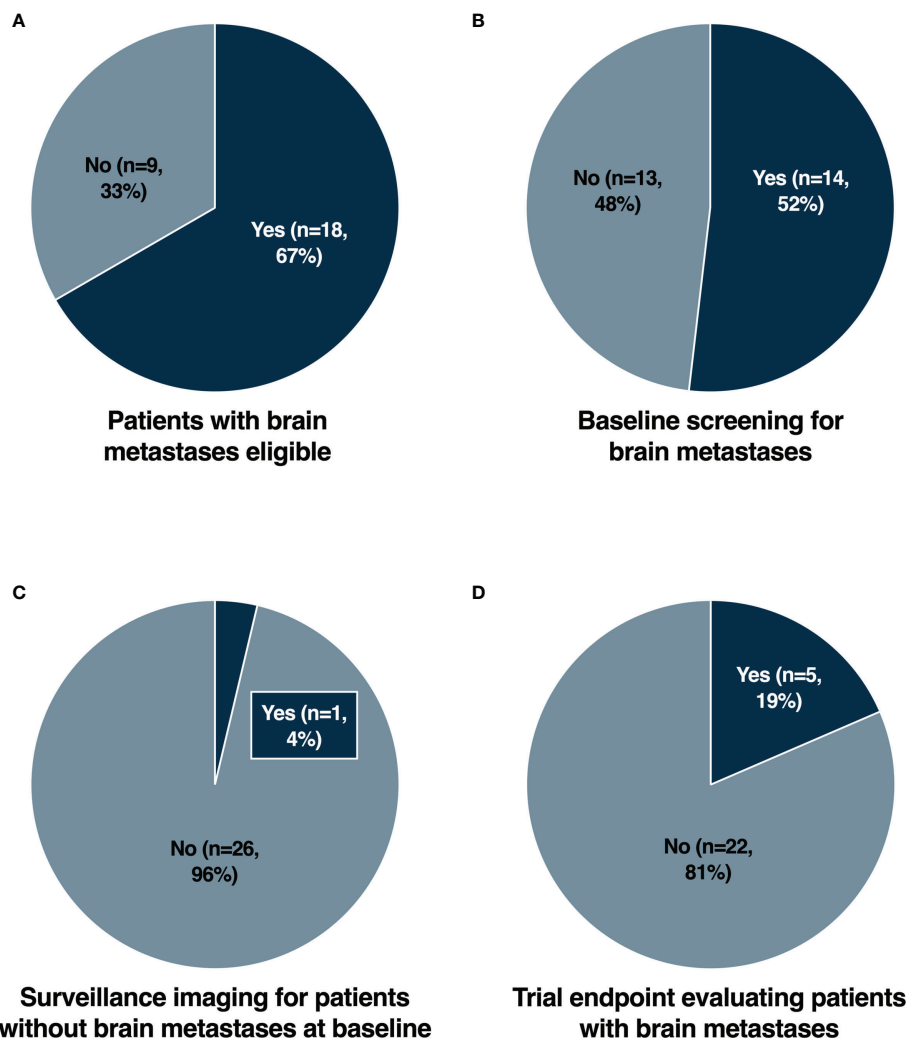 A
No (n=9,
33%)
Yes (n=18,
67%)
Patients with brain
metastases eligible
B
No (n=13,
48%)
Yes (n=14,
52%)
Baseline screening for
brain metastases
C
Yes (n=1,
4%)
No (n=26,
96%)
Surveillance imaging for patients
without brain metastases at baseline
D
Yes (n=5,
19%)
No (n=22,
81%)
Trial endpoint evaluating patients
with brain metastases